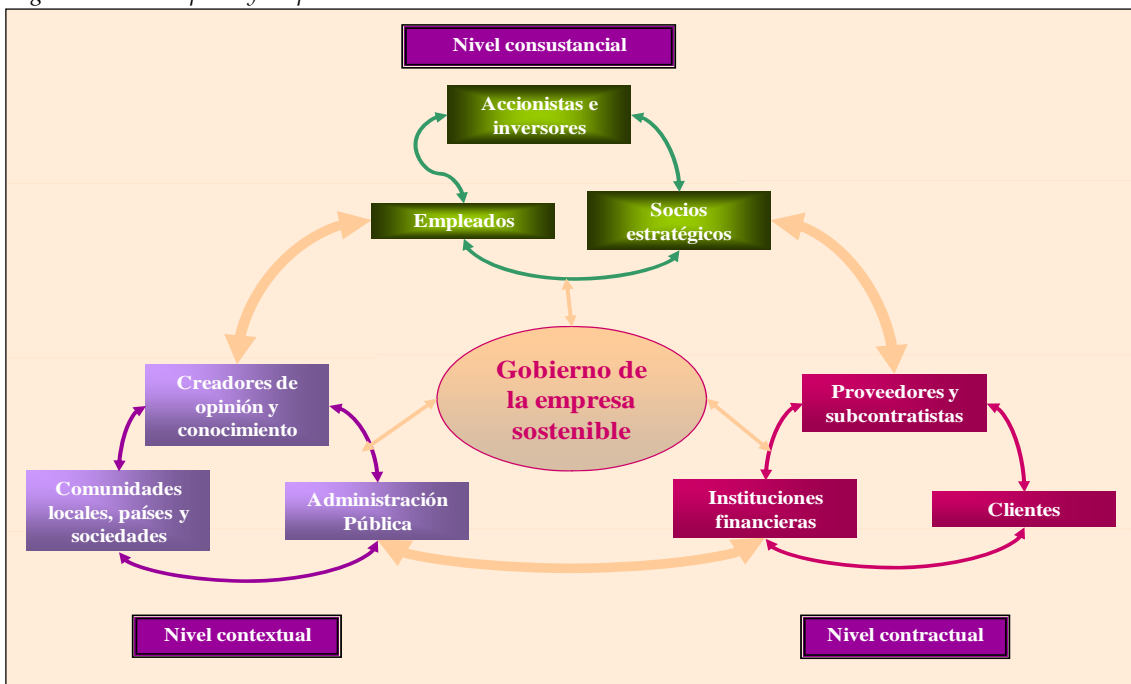 Nivel consustancial
Accionistas e
inversores
Empleados
Socios
estratégicos
Gobierno de
la empresa
sostenible
Creadores de
opinión y
conocimiento
Comunidades
locales, países y
sociedades
Administración
Pública
Proveedores y
subcontratistas
Instituciones
financieras
Clientes
Nivel contextual
Nivel contractual